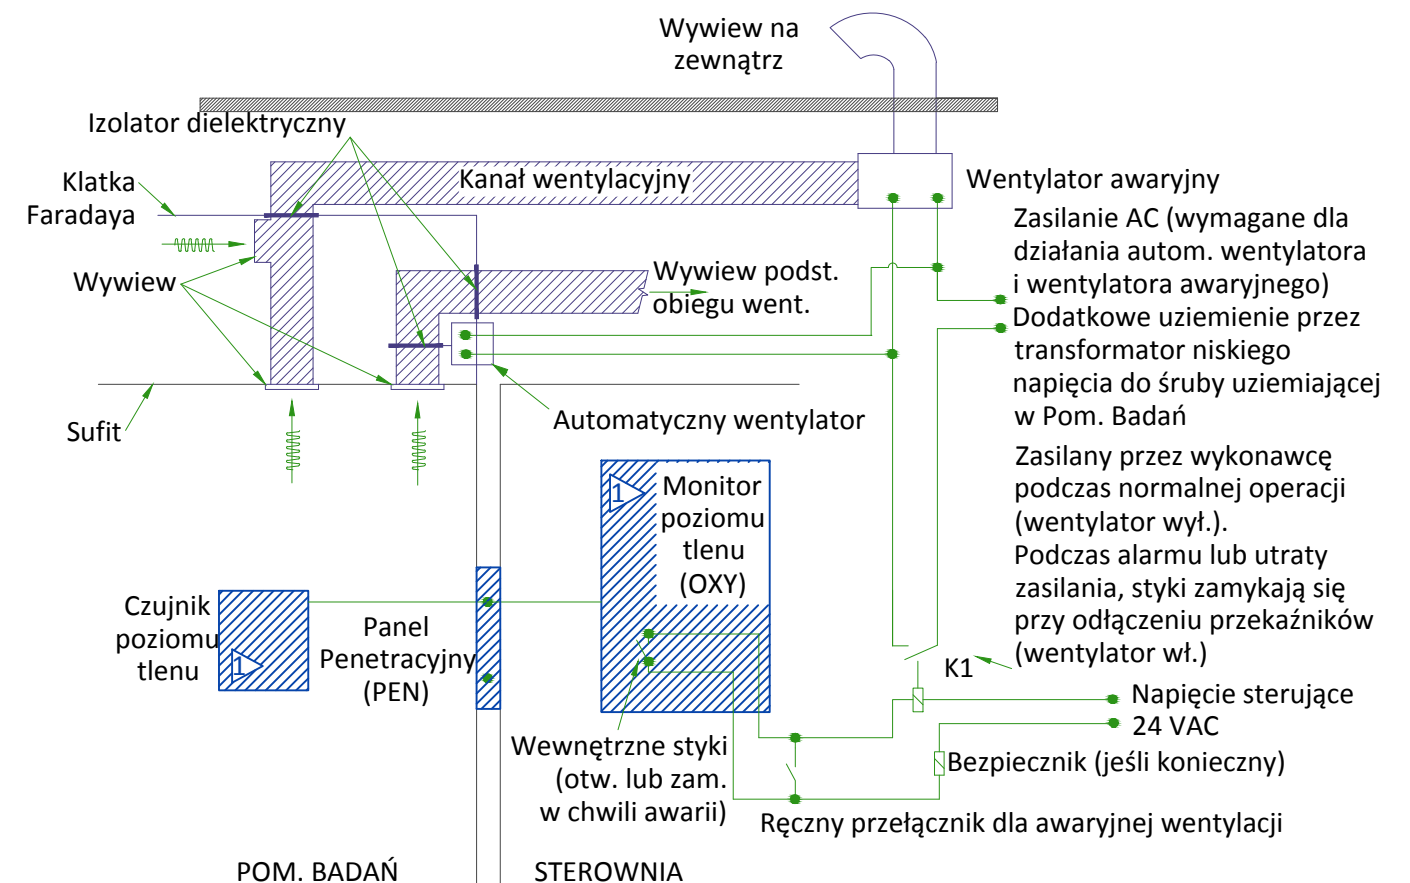 Wywiew na
zewnątrz
Izolator dielektryczny
Klatka
Faradaya
Kanał wentylacyjny
Wentylator awaryjny
Zasilanie AC (wymagane dla
działania autom. wentylatora
i wentylatora awaryjnego)
Wywiew
Wywiew podst.
obiegu went.
Dodatkowe uziemienie przez
transformator niskiego
napięcia do śruby uziemiającej
w Pom. Badań
Sufit
Automatyczny wentylator
Zasilany przez wykonawcę
podczas normalnej operacji
(wentylator wył.).
Podczas alarmu lub utraty
zasilania, styki zamykają się
przy odłączeniu przekaźników
(wentylator wł.)
1
Monitor
poziomu
tlenu
(OXY)
Czujnik
poziomu
tlenu
1
Panel
Penetracyjny
(PEN)
K1
Napięcie sterujące
24 VAC
Wewnętrzne styki
(otw. lub zam.
w chwili awarii)
Bezpiecznik (jeśli konieczny)
Ręczny przełącznik dla awaryjnej wentylacji
POM. BADAŃ
STEROWNIA